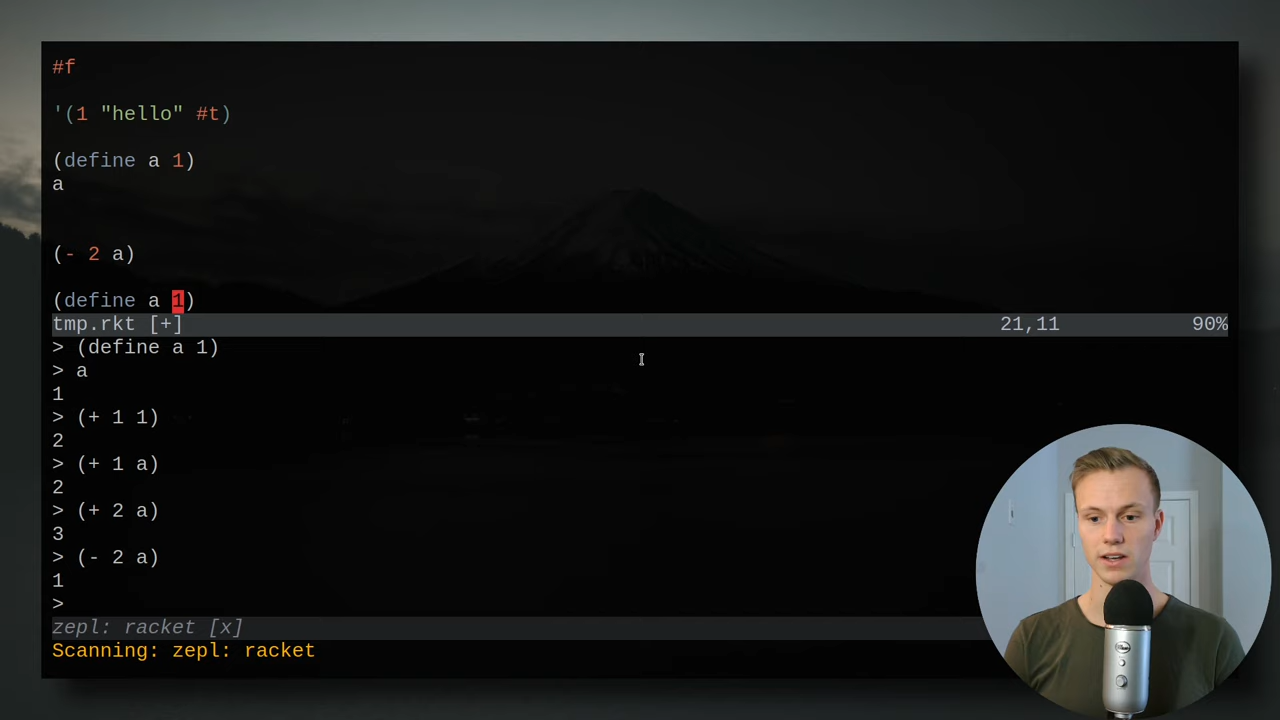 #f
'(1 "hello" #t)
(define a 1)
a
(- 2 a)
(define a 1)
tmp.rkt [+] 21,11 90%
> (define a 1)
> a
1
> (+ 1 1)
2
> (+ 1 a)
2
> (+ 2 a)
3
> (- 2 a)
1
>
zepl: racket [x]
Scanning: zepl: racket